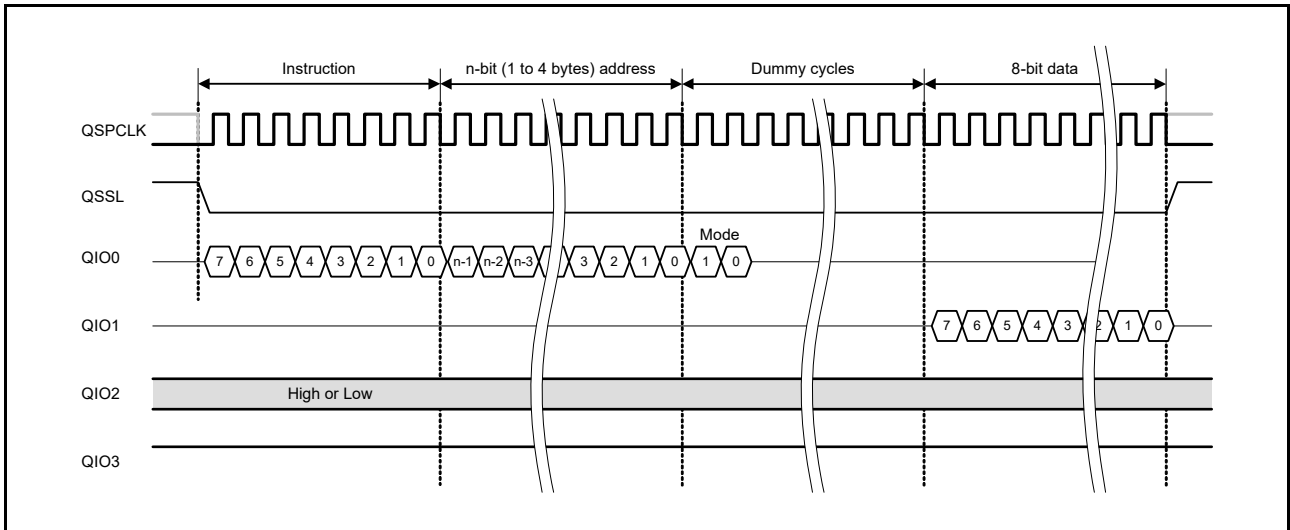 Instruction n-bit (1 to 4 bytes) address Dummy cycles 8-bit data
QSPCLK
QSSL
Mode
QIO0 7 6 5 4 3 2 1 0 n-1 n-2 n-3 3 2 1 0 1 0
QIO1 7 6 5 4 3 2 1 0
QIO2 High or Low
QIO3